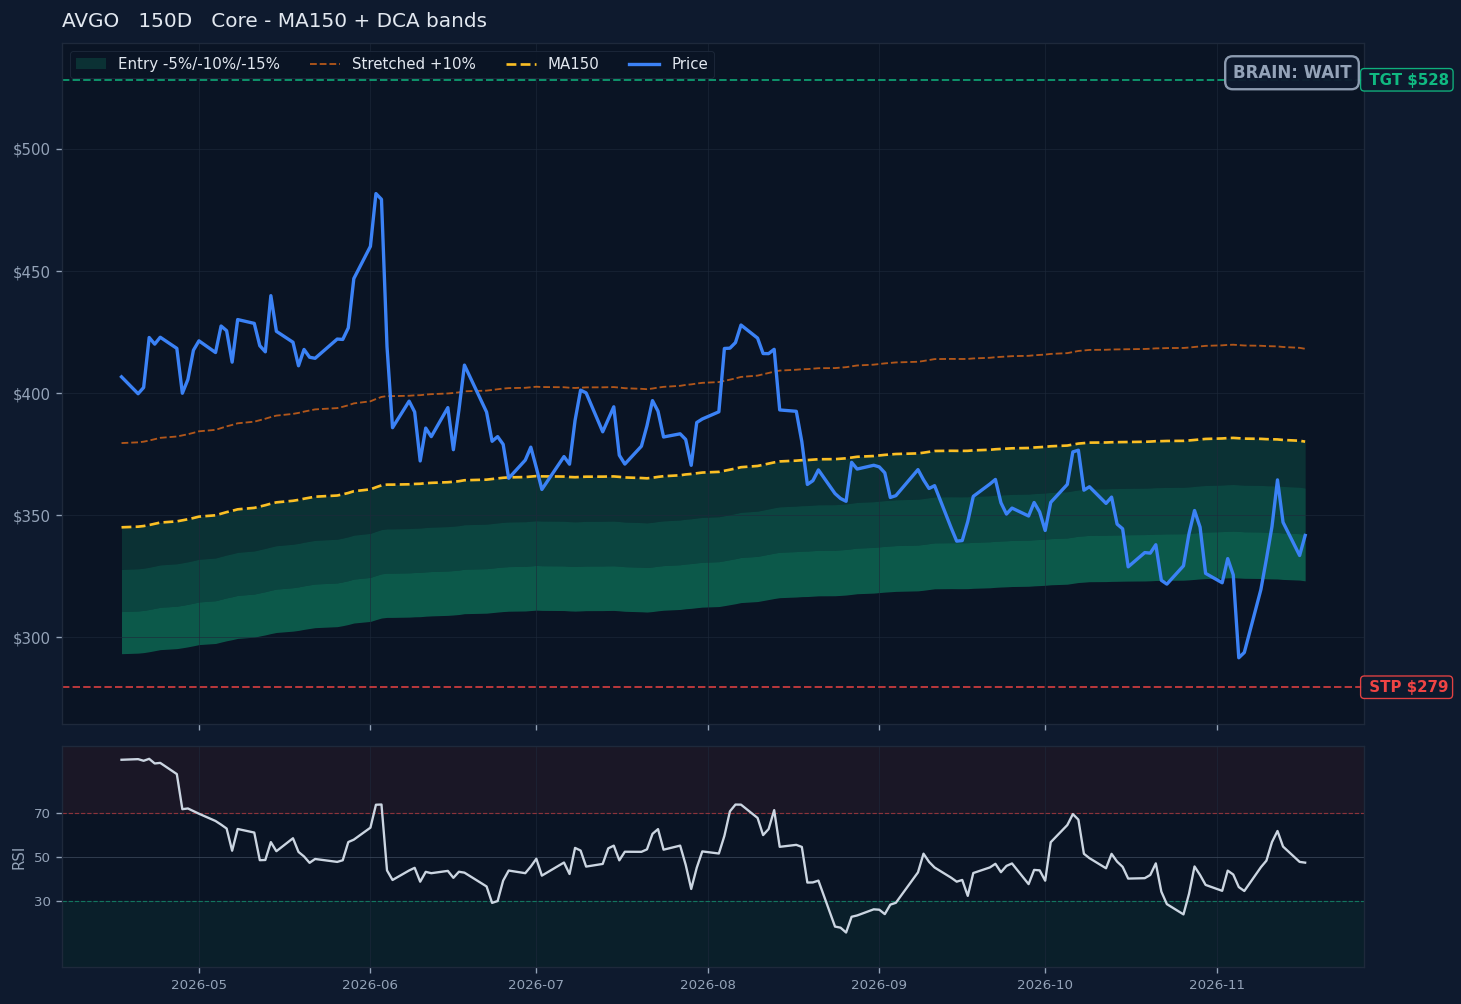 AVGO 150D Core - MA150 + DCA bands
Entry -5%/-10%/-15% Stretched +10% MA150 Price
BRAIN: WAIT
TGT $528
$500
$450
$400
$350
$300
STP $279
70
50
30
RSI
2026-05 2026-06 2026-07 2026-08 2026-09 2026-10 2026-11